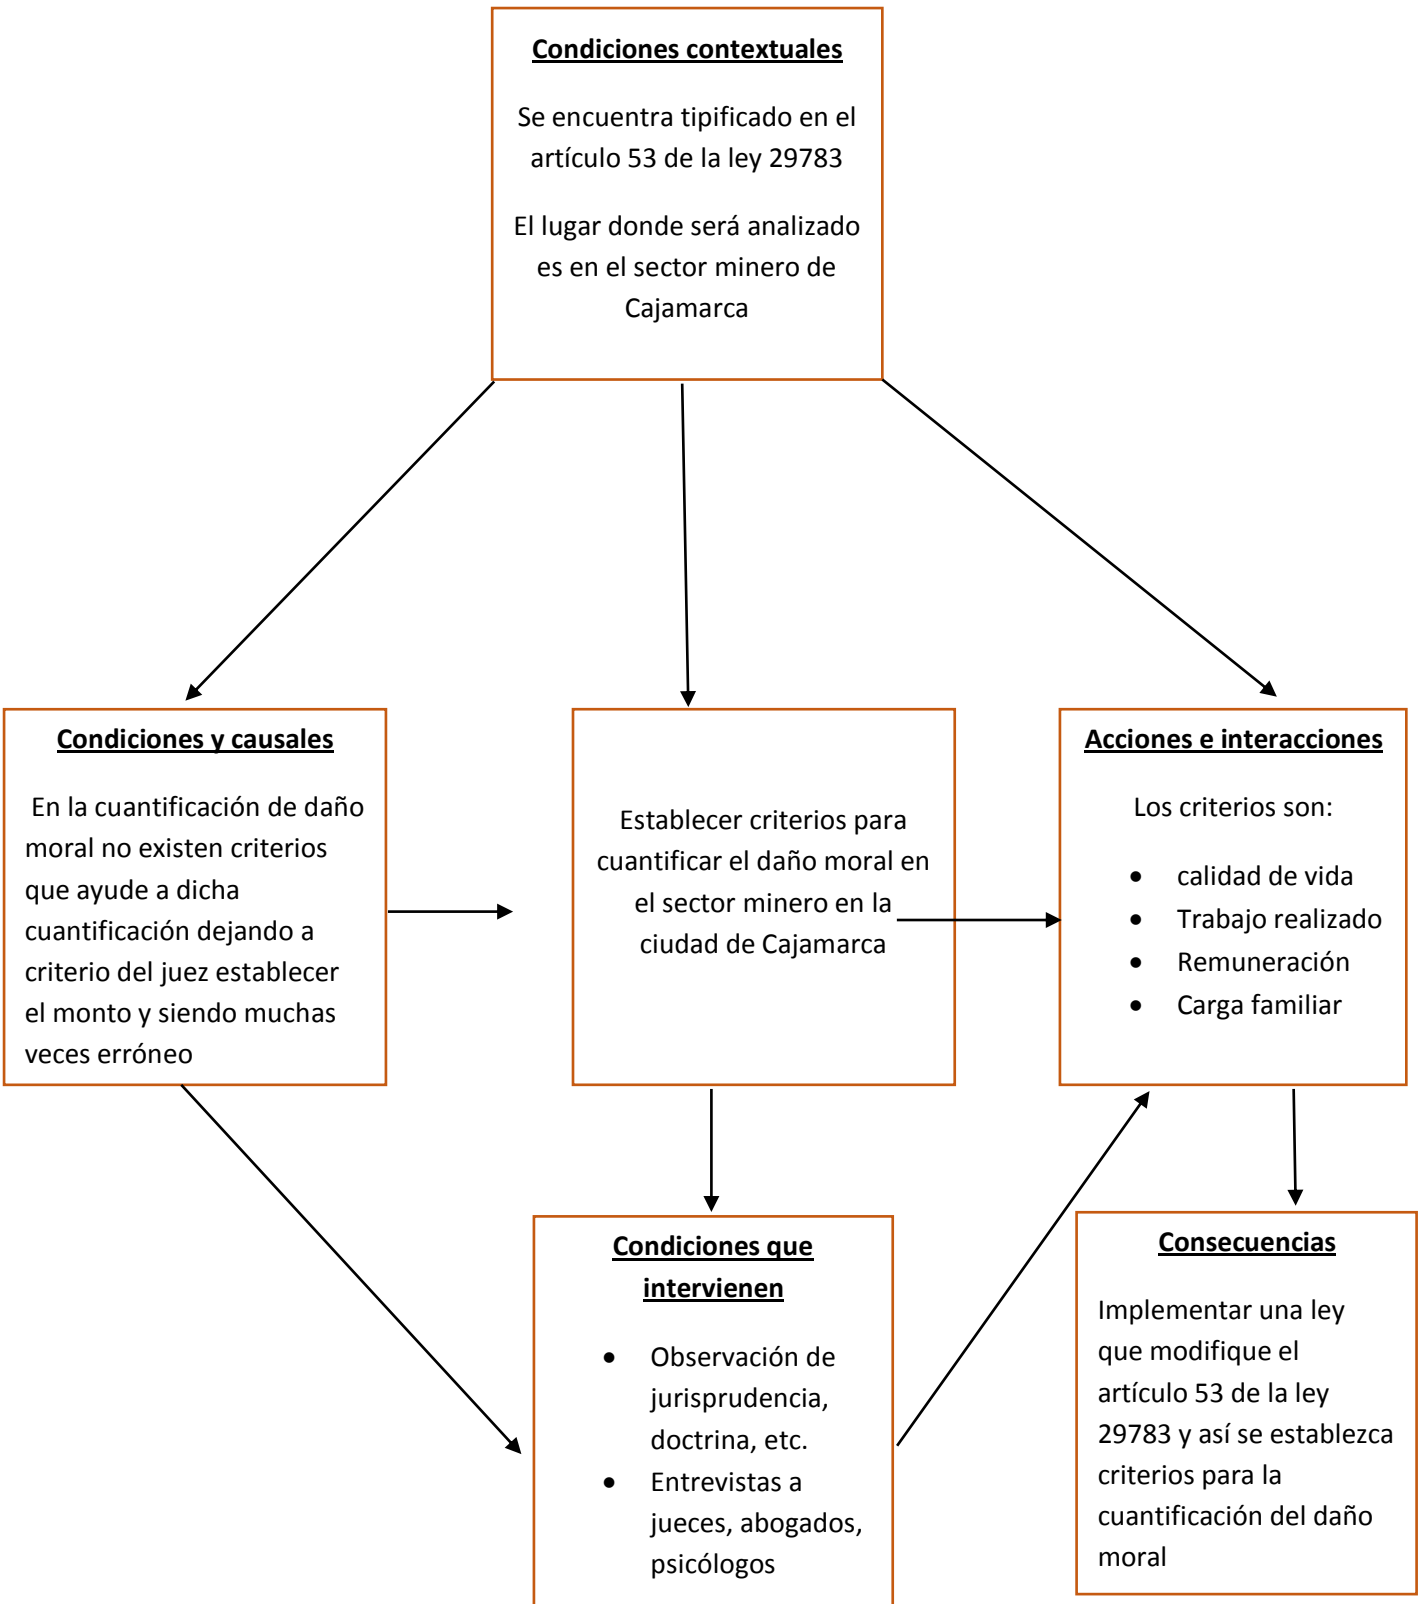 Condiciones contextuales
Se encuentra tipificado en el
artículo 53 de la ley 29783
El lugar donde será analizado
es en el sector minero de
Cajamarca
Condiciones y causales
En la cuantificación de daño
moral no existen criterios
que ayude a dicha
cuantificación dejando a
criterio del juez establecer
el monto y siendo muchas
veces erróneo
Establecer criterios para
cuantificar el daño moral en
el sector minero en la
ciudad de Cajamarca
Acciones e interacciones
Los criterios son:
• calidad de vida
• Trabajo realizado
• Remuneración
• Carga familiar
Condiciones que
intervienen
• Observación de
jurisprudencia,
doctrina, etc.
• Entrevistas a
jueces, abogados,
psicólogos
Consecuencias
Implementar una ley
que modifique el
artículo 53 de la ley
29783 y así se establezca
criterios para la
cuantificación del daño
moral